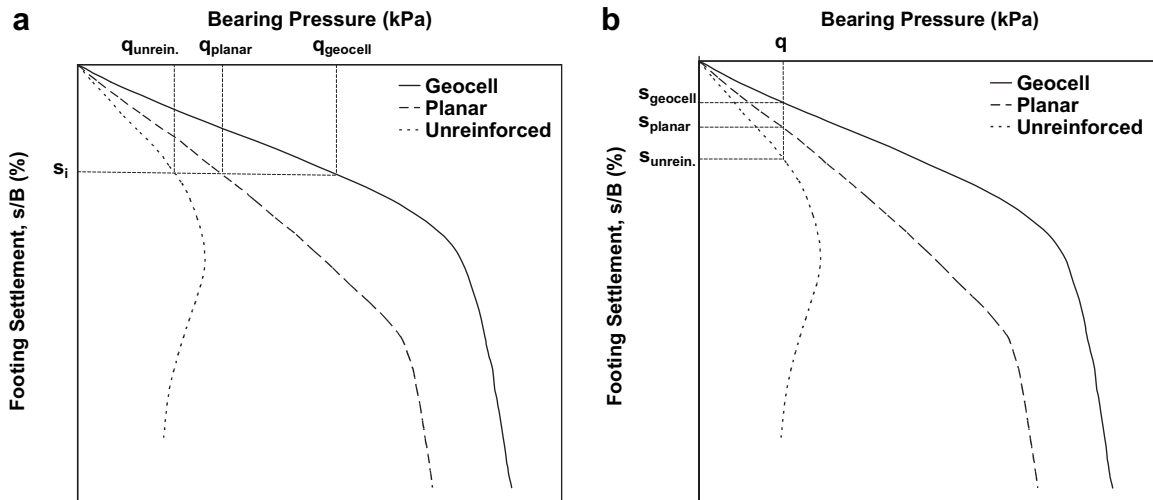 a
Bearing Pressure (kPa)
qunrein. qplanar qgeocell
Geocell
Planar
Unreinforced
si
Footing Settlement, s/B (%)
b
Bearing Pressure (kPa)
q
Geocell
Planar
Unreinforced
sgeocell
splanar
sunrein.
Footing Settlement, s/B (%)